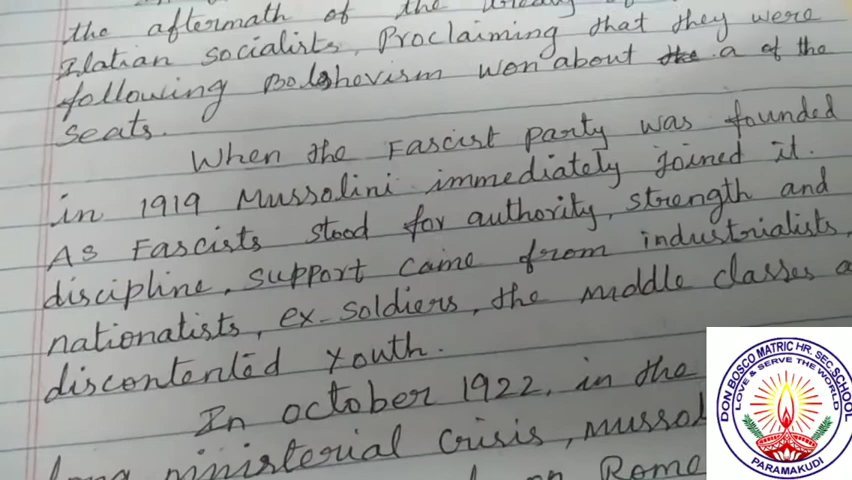 the aftermath of the
Ilatian socialists, Proclaiming that they were
following Bolshevism won about a of the
seats.
When the Fascist party was founded
in 1919 Mussolini immediately joined it.
As Fascists stood for authority, strength and
discipline, support came from industrialists,
nationalists, ex-soldiers, the middle classes a
discontented youth.
In october 1922, in the
long ministerial crisis, mussol
on Rome
DON BOSCO MATRIC HR. SEC. SCHOOL
LOVE & SERVE THE WORLD
PARAMAKUDI